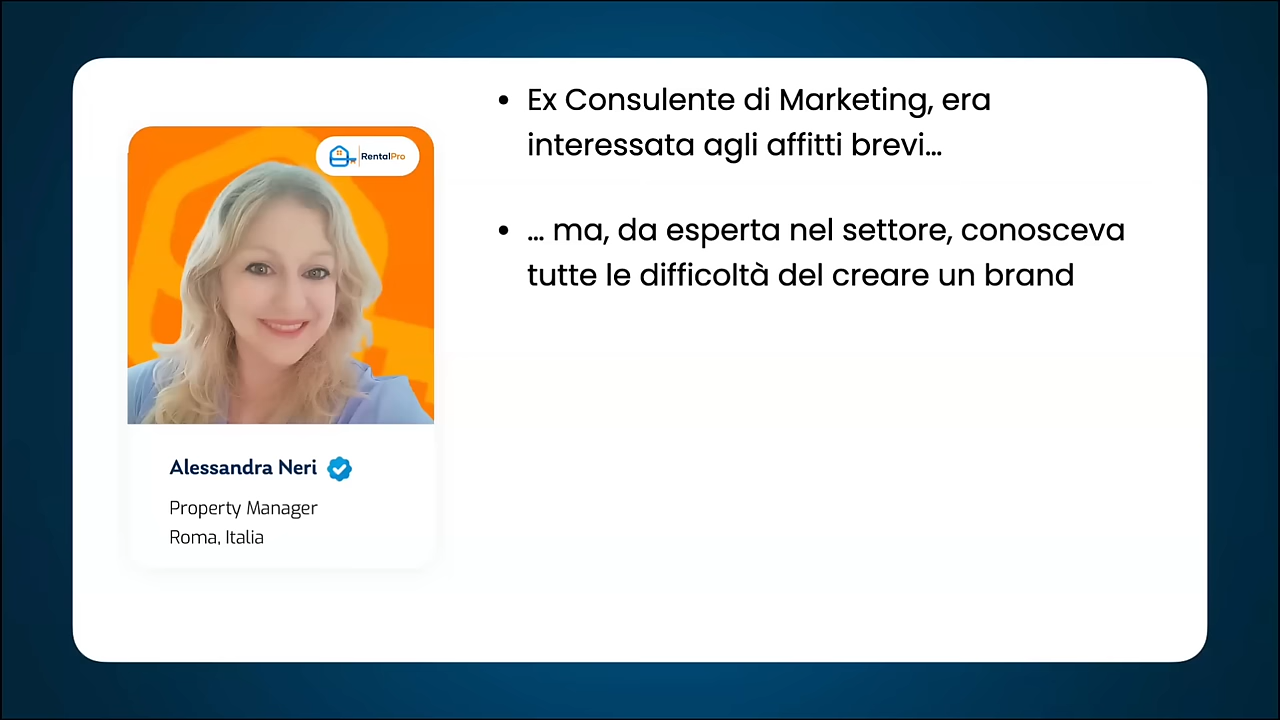 RentalPro
Alessandra Neri
Property Manager
Roma, Italia
• Ex Consulente di Marketing, era
interessata agli affitti brevi...
• ... ma, da esperta nel settore, conosceva
tutte le difficoltà del creare un brand